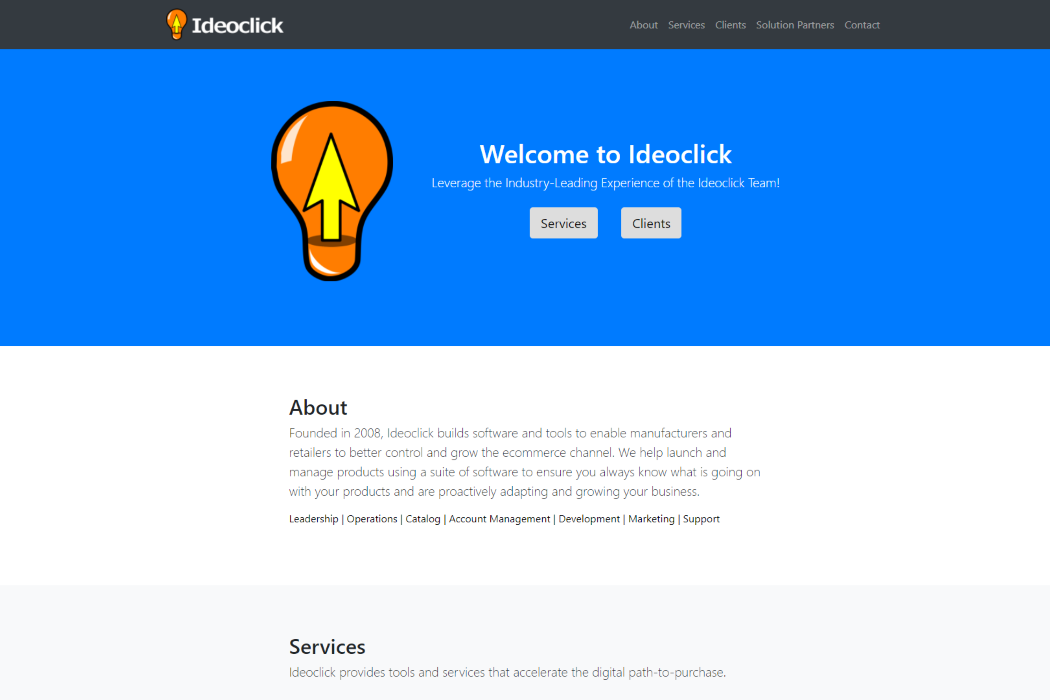 Ideoclick
About Services Clients Solution Partners Contact
Welcome to Ideoclick
Leverage the Industry-Leading Experience of the Ideoclick Team!
Services Clients
About
Founded in 2008, Ideoclick builds software and tools to enable manufacturers and
retailers to better control and grow the ecommerce channel. We help launch and
manage products using a suite of software to ensure you always know what is going on
with your products and are proactively adapting and growing your business.
Leadership | Operations | Catalog | Account Management | Development | Marketing | Support
Services
Ideoclick provides tools and services that accelerate the digital path-to-purchase.